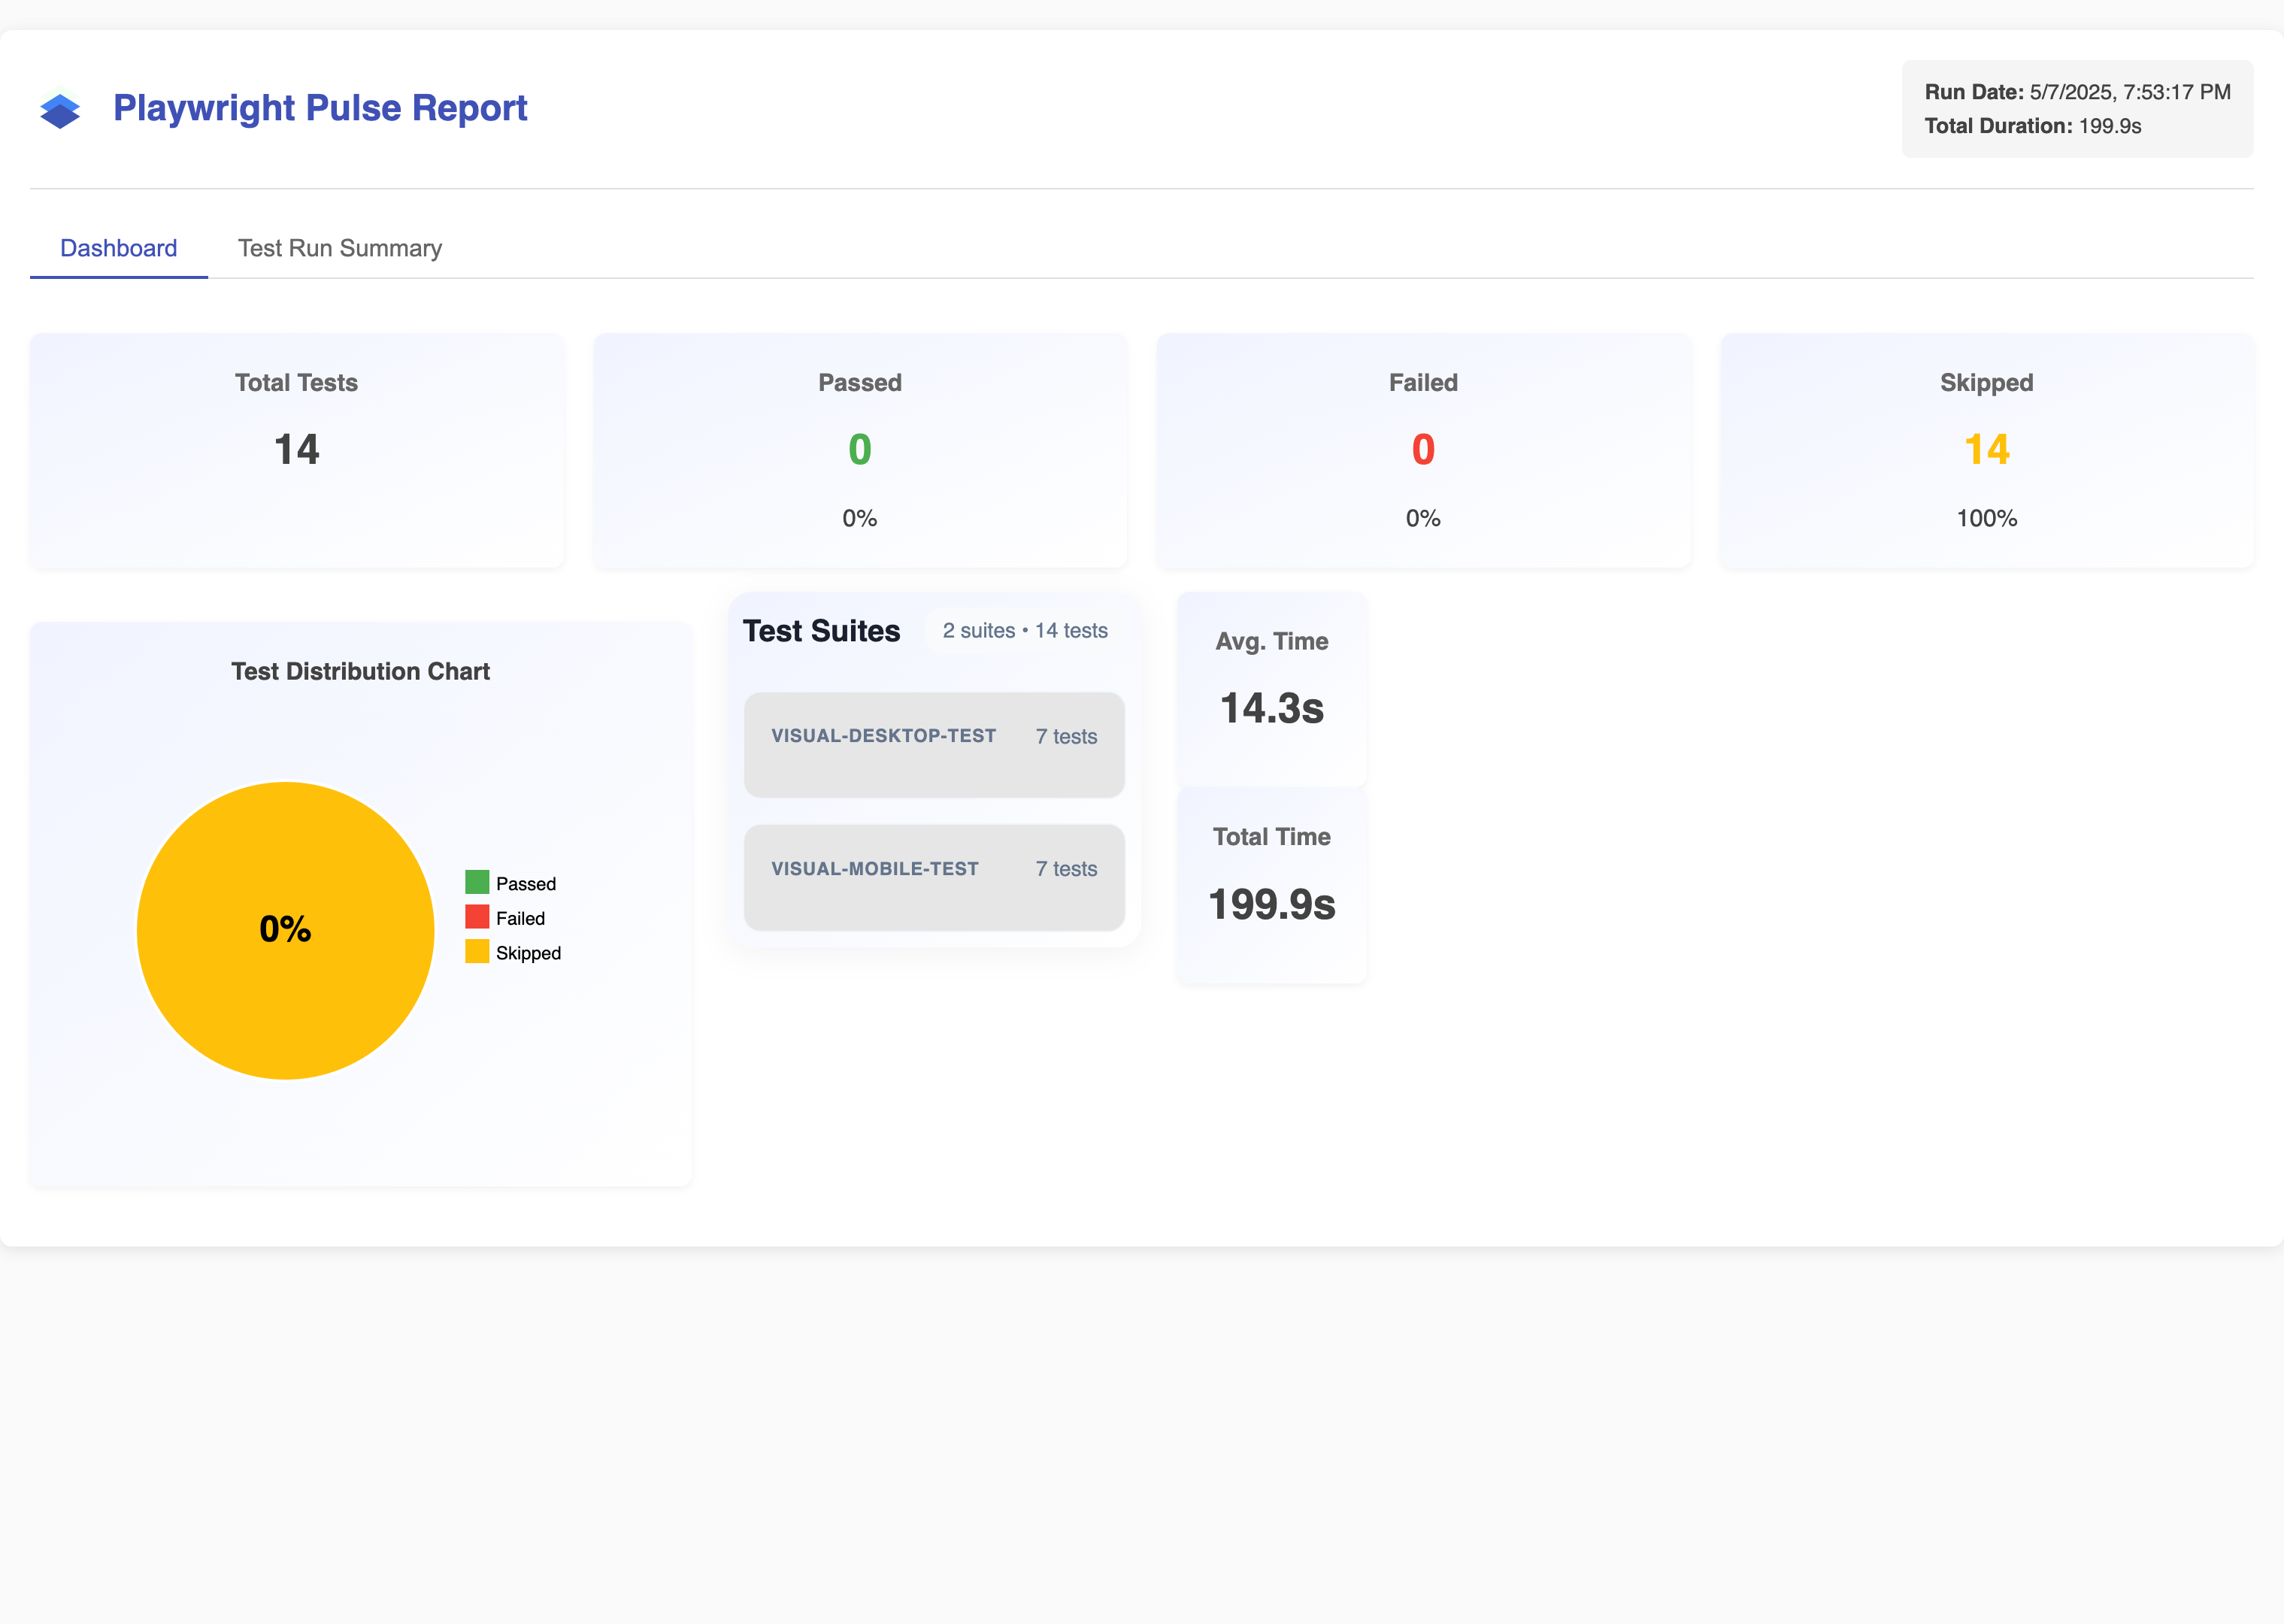 Playwright Pulse Report
Run Date: 5/7/2025, 7:53:17 PM
Total Duration: 199.9s
Dashboard
Test Run Summary
Total Tests
14
Passed
0
0%
Failed
0
0%
Skipped
14
100%
Test Distribution Chart
0%
Passed
Failed
Skipped
Test Suites
2 suites • 14 tests
VISUAL-DESKTOP-TEST
7 tests
VISUAL-MOBILE-TEST
7 tests
Avg. Time
14.3s
Total Time
199.9s